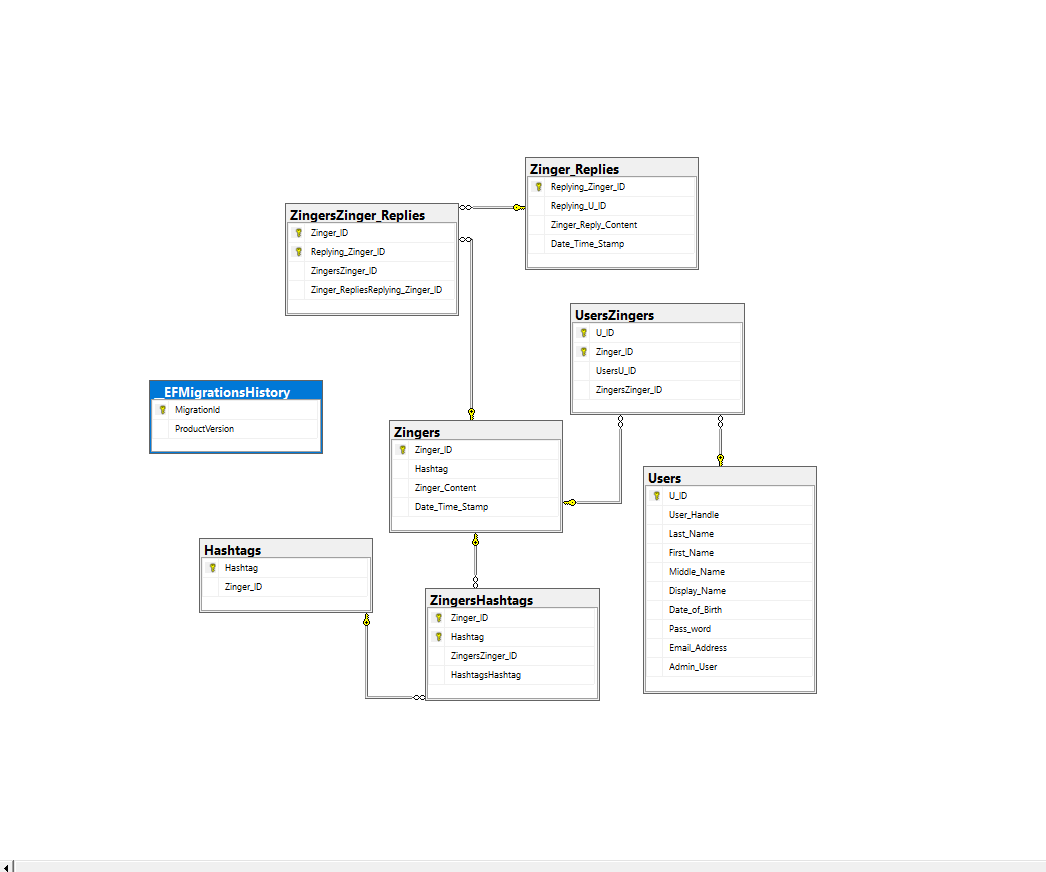 Zinger_Replies
Replying_Zinger_ID
Replying_U_ID
Zinger_Reply_Content
Date_Time_Stamp
ZingersZinger_Replies
Zinger_ID
Replying_Zinger_ID
ZingersZinger_ID
Zinger_RepliesReplying_Zinger_ID
UsersZingers
U_ID
Zinger_ID
UsersU_ID
ZingersZinger_ID
__EFMigrationsHistory
MigrationId
ProductVersion
Zingers
Zinger_ID
Hashtag
Zinger_Content
Date_Time_Stamp
Users
U_ID
User_Handle
Last_Name
First_Name
Middle_Name
Display_Name
Date_of_Birth
Pass_word
Email_Address
Admin_User
Hashtags
Hashtag
Zinger_ID
ZingersHashtags
Zinger_ID
Hashtag
ZingersZinger_ID
HashtagsHashtag